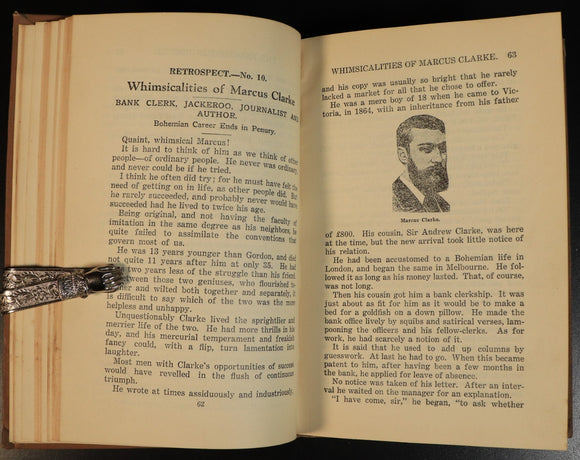 RETROSPECT.—No. 10.
Whimsicalities of Marcus Clarke
BANK CLERK, JACKEROO, JOURNALIST AND
AUTHOR.
Bohemian Career Ends in Penury.
Quaint, whimsical Marcus!
It is hard to think of him as we think of other
people—of ordinary people. He never was ordinary,
and never could be if he tried.
I think he often did try; for he must have felt the
need of getting on in life, as other people did. But
he rarely succeeded, and probably never would have
succeeded had he lived to twice his age.
Being original, and not having the faculty of
imitation in the same degree as his neighbors, he
quite failed to assimilate the conventions that
govern most of us.
He was 13 years younger than Gordon, and did
not quite 11 years after him at only 35. He had
two years less of the struggle than his friend.
between those two geniuses, who flourished to-
gether and wilted both together and separately, it
is difficult to say which of the two was the more
helpless and unhappy.
Unquestionably Clarke lived the sprightlier and
merrier life of the two. He had more thrills in his
day, and his mercurial temperament and freakish
fancy could, with a flip, turn lamentation into
laughter.
Most men with Clarke's opportunities of success
would have revelled in the flush of continuous
triumph.
He wrote at times assiduously and industriously.
62
WHIMSICALITIES OF MARCUS CLARKE. 63
and his copy was usually so bright that he rarely
lacked a market for all that he chose to offer.
He was a mere boy of 18 when he came to Vic-
toria, in 1864, with an inheritance from his father
Marcus Clarke.
of £800. His cousin, Sir Andrew Clarke, was here
at the time, but the new arrival took little notice of
his relation.
He had been accustomed to a Bohemian life in
London, and began the same in Melbourne. He fol-
lowed it as long as his money lasted. That, of course,
was not long.
Then his cousin got him a bank clerkship. It was
just about as fit for him as it would be to make a
bed for a goldfish on a down pillow. He made the
bank office lively by squibs and satirical verses, lam-
pooning the officers and his fellow-clerks. As for
work, he had scarcely a notion of it.
It is said that he used to add up columns by
guesswork. At last he had to go. When this became
patent to him, after having been a few months in
the bank, he applied for leave of absence.
No notice was taken of his letter. After an inter-
val he waited on the manager for an explanation.
"I have come, sir," he began, "to ask whether